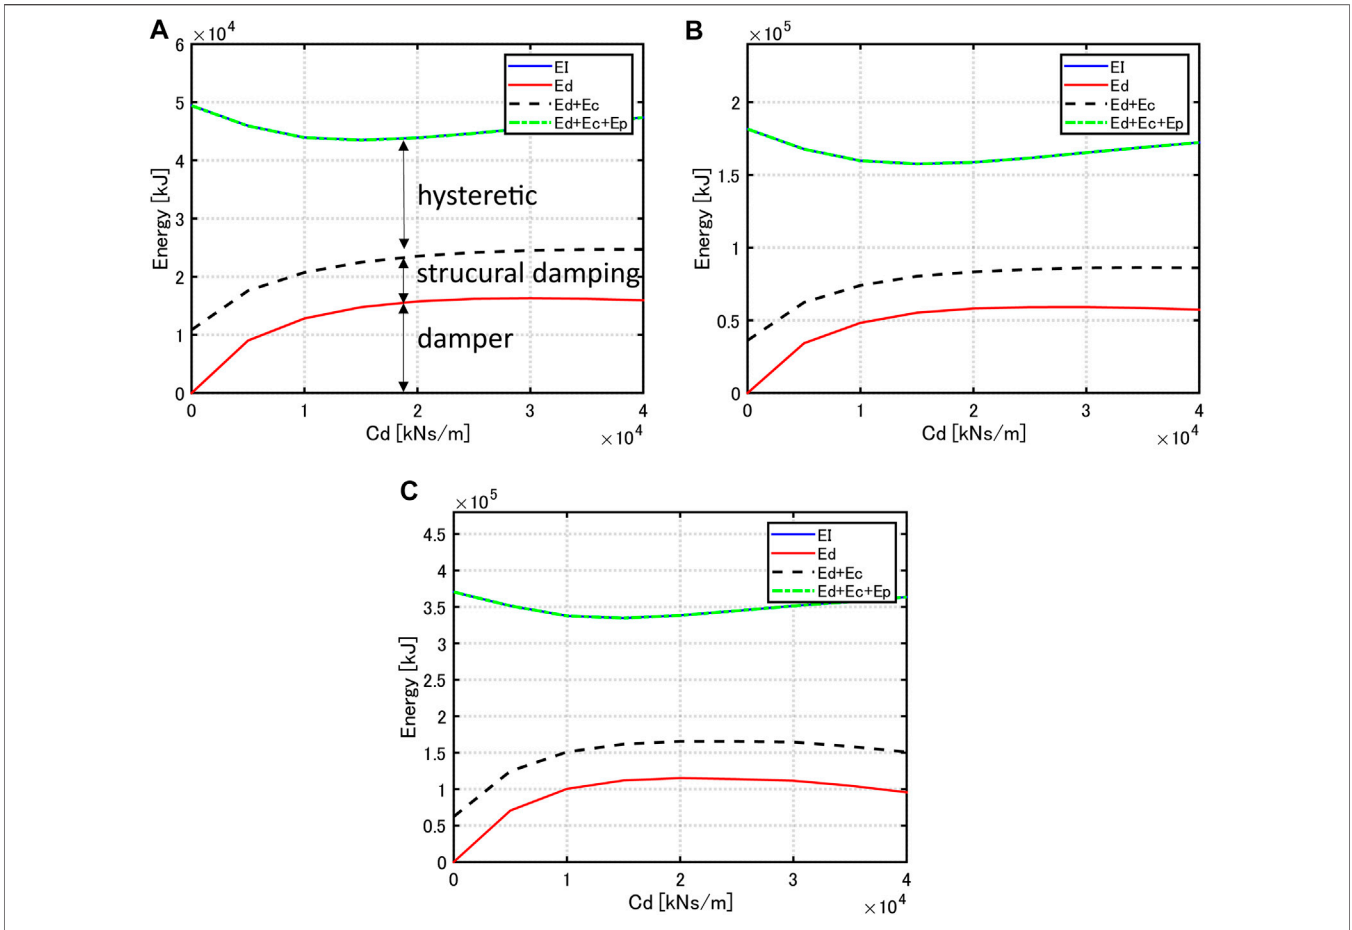 A
×10⁴
6
5
4
3
2
1
0
Energy [kJ]
EI
Ed
Ed+Ec
Ed+Ec+Ep
hysteretic
strucural damping
damper
0 1 2 3 4
Cd [kNs/m]
×10⁴
B
×10⁵
2
1.5
1
0.5
0
Energy [kJ]
EI
Ed
Ed+Ec
Ed+Ec+Ep
0 1 2 3 4
Cd [kNs/m]
×10⁴
C
×10⁵
4.5
4
3.5
3
2.5
2
1.5
1
0.5
0
Energy [kJ]
EI
Ed
Ed+Ec
Ed+Ec+Ep
0 1 2 3 4
Cd [kNs/m]
×10⁴